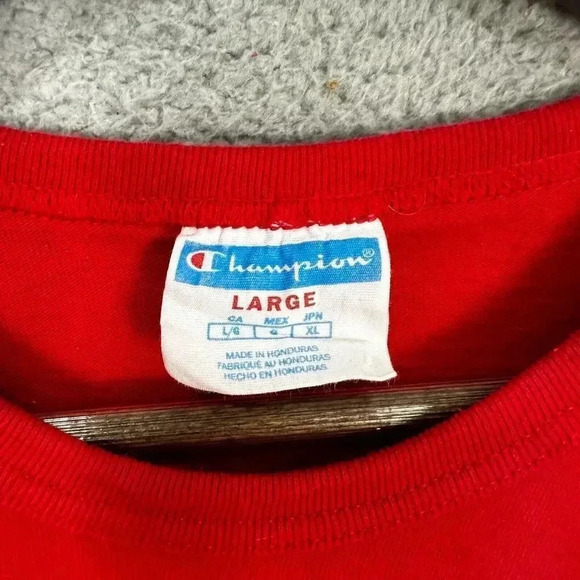 Champion®
LARGE
CA MEX JPN
L/G G XL
MADE IN HONDURAS
FABRIQUÉ AU HONDURAS
HECHO EN HONDURAS